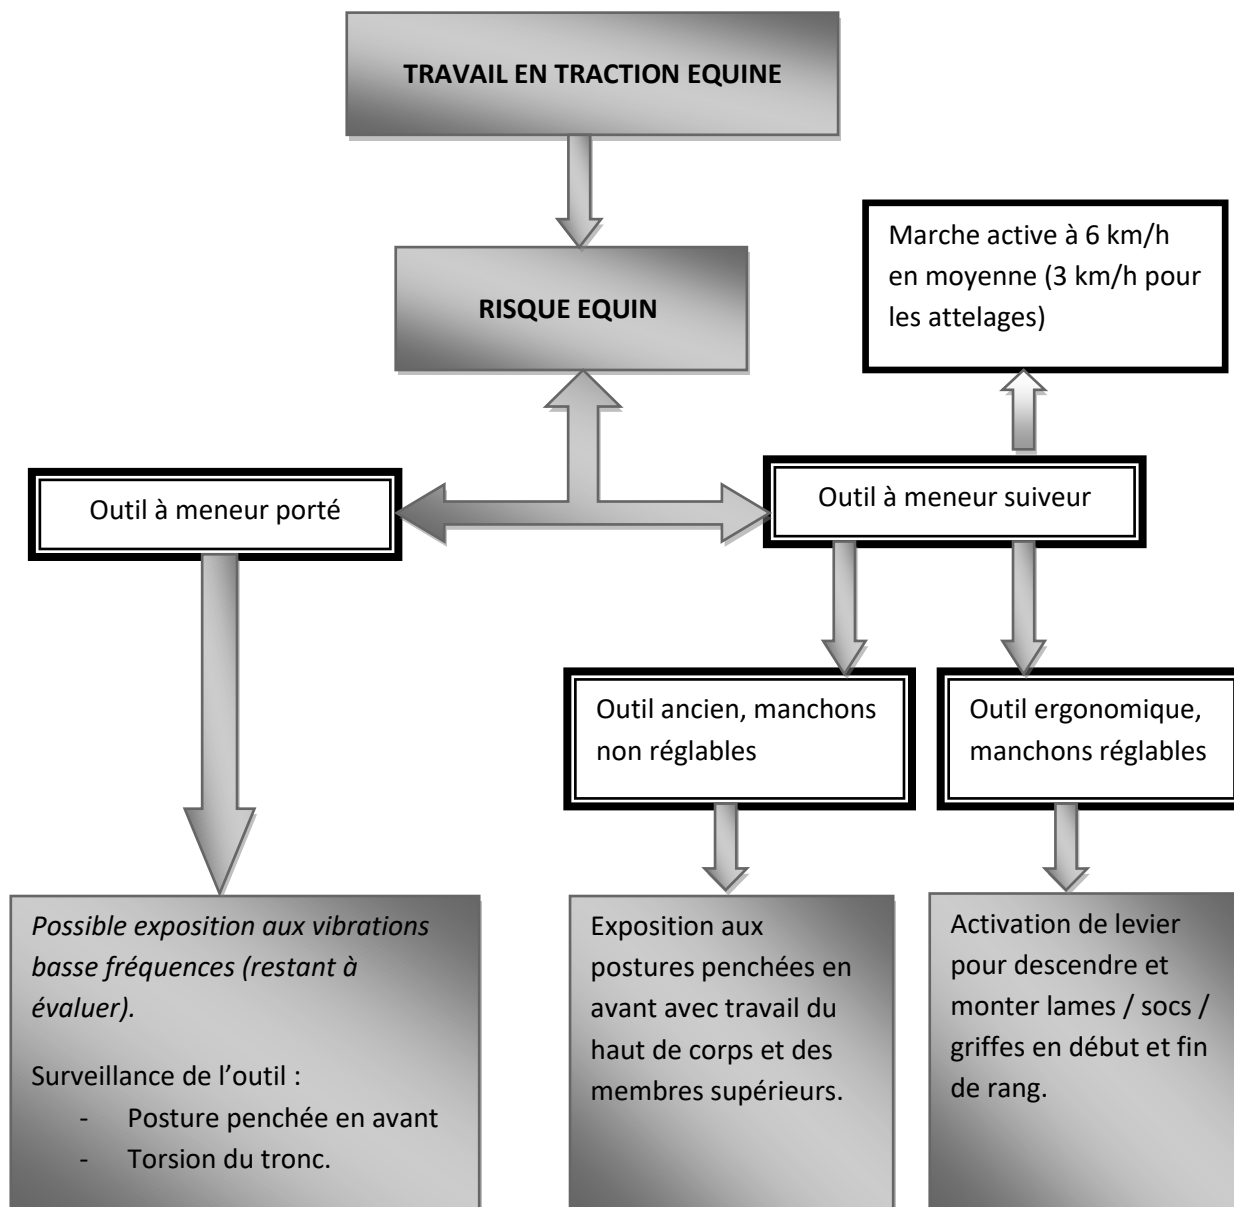 TRAVAIL EN TRACTION EQUINE
Marche active à 6 km/h
en moyenne (3 km/h pour
les attelages)
RISQUE EQUIN
Outil à meneur porté
Outil à meneur suiveur
Outil ancien, manchons
non réglables
Outil ergonomique,
manchons réglables
Possible exposition aux vibrations
basse fréquences (restant à
évaluer).
Surveillance de l’outil :
- Posture penchée en avant
- Torsion du tronc.
Exposition aux
postures penchées en
avant avec travail du
haut de corps et des
membres supérieurs.
Activation de levier
pour descendre et
monter lames / socs /
griffes en début et fin
de rang.